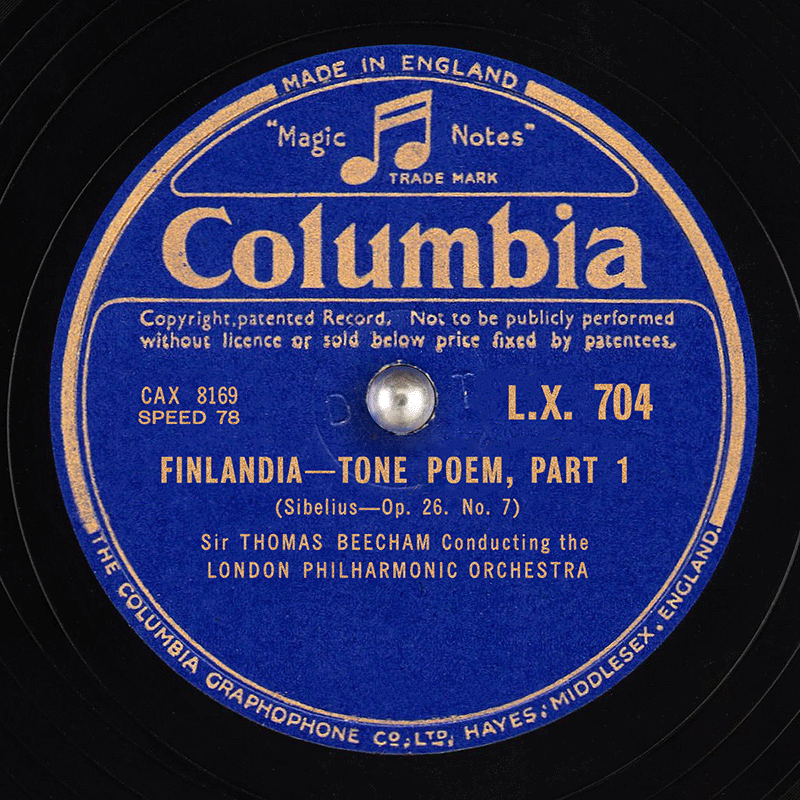 MADE IN ENGLAND
"Magic Notes"
TRADE MARK
Columbia
Copyright, patented Record. Not to be publicly performed
without licence or sold below price fixed by patentees.
CAX 8169
SPEED 78
L.X. 704
FINLANDIA—TONE POEM, PART 1
(Sibelius—Op. 26. No. 7)
Sir THOMAS BEECHAM Conducting the
LONDON PHILHARMONIC ORCHESTRA
THE COLUMBIA GRAPHOPHONE CO., LTD, HAYES, MIDDLESEX. ENGLAND.